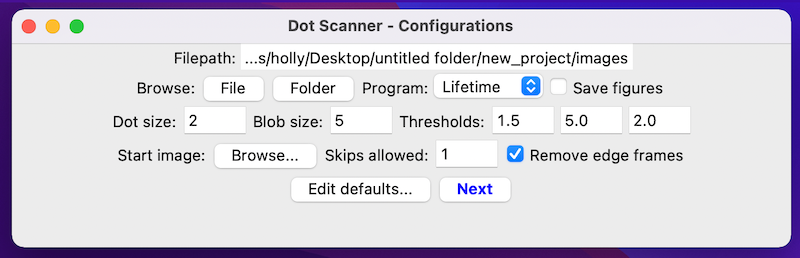 Dot Scanner - Configurations
Filepath: ...s/holly/Desktop/untitled folder/new_project/images
Browse: File Folder Program: Lifetime Save figures
Dot size: 2 Blob size: 5 Thresholds: 1.5 5.0 2.0
Start image: Browse... Skips allowed: 1 Remove edge frames
Edit defaults... Next